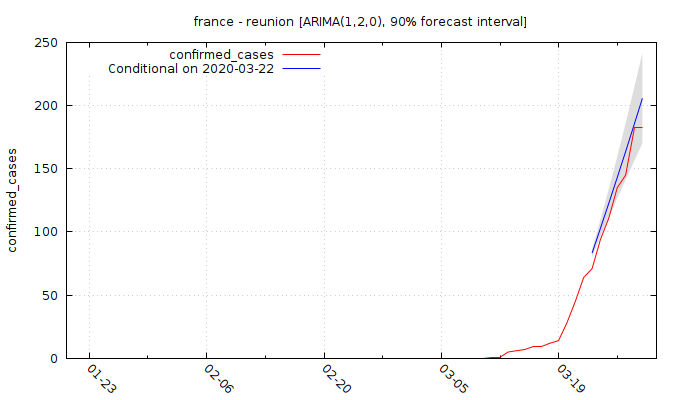 france - reunion [ARIMA(1,2,0), 90% forecast interval]
250
200
150
100
50
0
confirmed_cases
confirmed_cases
Conditional on 2020-03-22
01-23
02-06
02-20
03-05
03-19